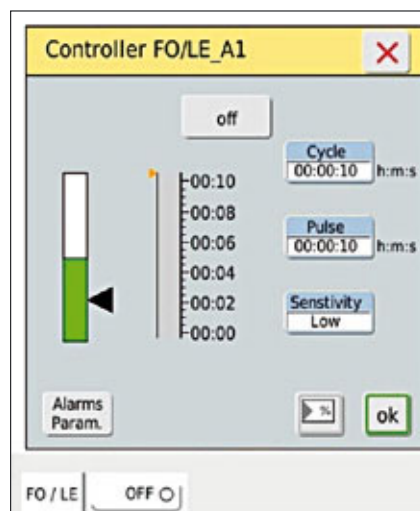 Controller FO/LE_A1
off
Cycle
00:00:10 h:m:s
00:10
00:08
00:06
00:04
00:02
00:00
Pulse
00:00:10 h:m:s
Senstivity
Low
Alarms
Param.
%
ok
FO / LE OFF